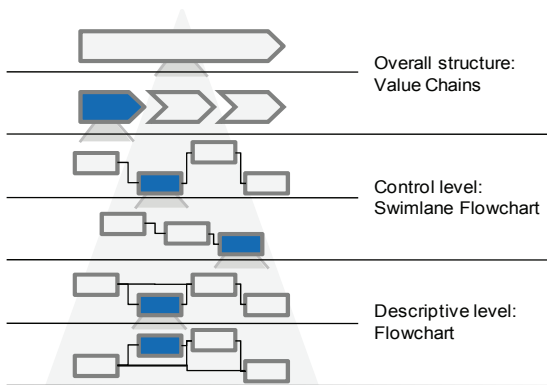 Overall structure:
Value Chains
Control level:
Swimlane Flowchart
Descriptive level:
Flowchart